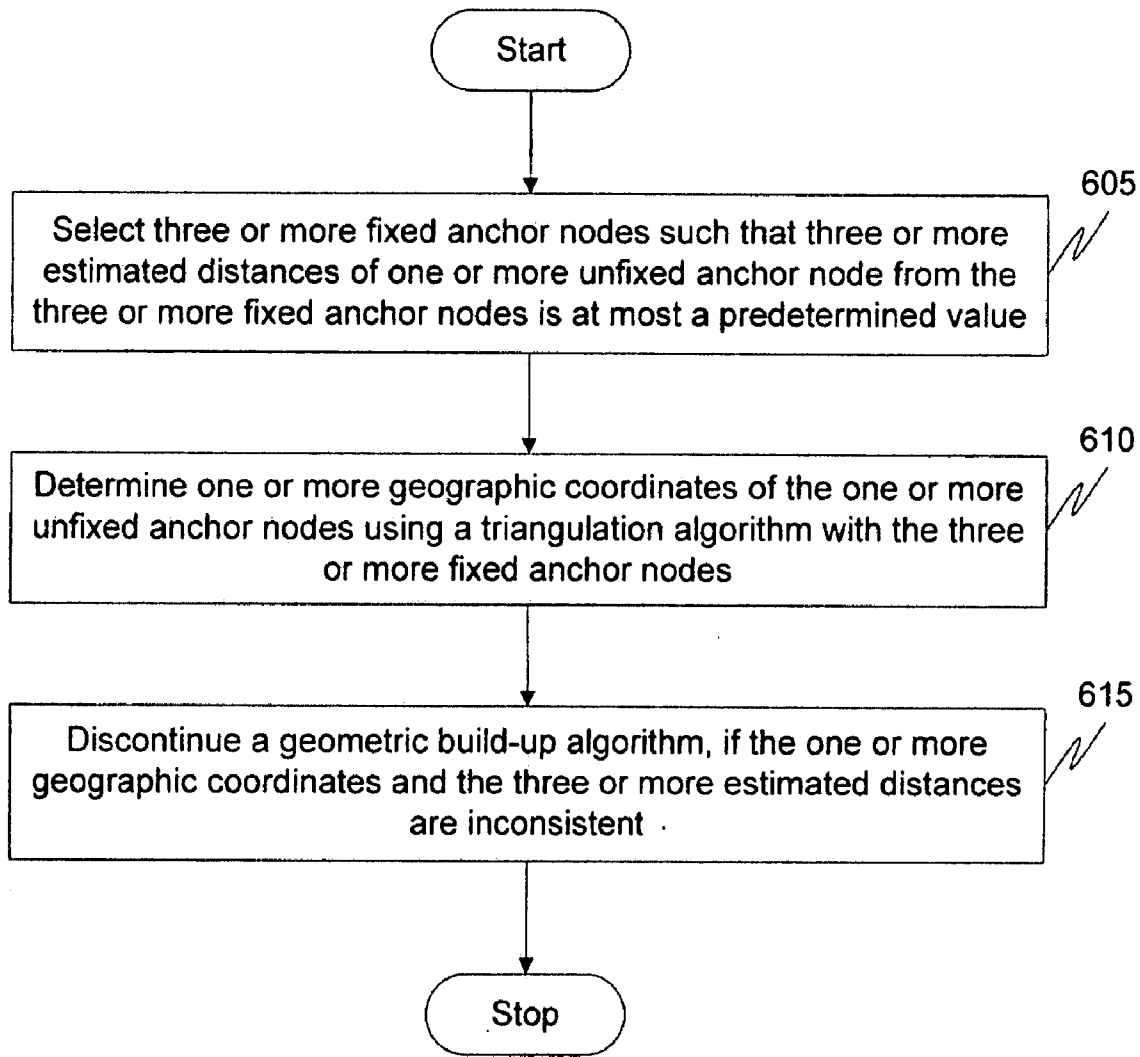 Start
605
Select three or more fixed anchor nodes such that three or more
estimated distances of one or more unfixed anchor node from the
three or more fixed anchor nodes is at most a predetermined value
610
Determine one or more geographic coordinates of the one or more
unfixed anchor nodes using a triangulation algorithm with the three
or more fixed anchor nodes
615
Discontinue a geometric build-up algorithm, if the one or more
geographic coordinates and the three or more estimated distances
are inconsistent
Stop